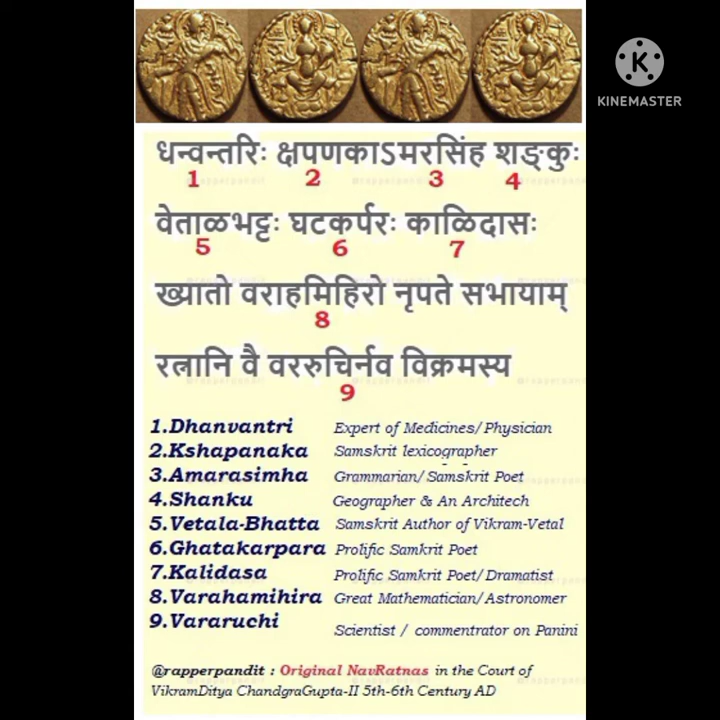 KINEMASTER
धन्वन्तरिः क्षपणकाऽमरसिंह शङ्कुः
1 2 3 4
वेताळभट्टः घटकर्परः काळिदासः
5 6 7
ख्यातो वराहमिहिरो नृपते सभायाम्
8
रत्नानि वै वररुचिर्नव विक्रमस्य
9
1.Dhanvantri Expert of Medicines/Physician
2.Kshapanaka Samskrit lexicographer
3.Amarasimha Grammarian/Samskrit Poet
4.Shanku Geographer & An Architech
5.Vetala-Bhatta Samskrit Author of Vikram-Vetal
6.Ghatakarpara Prolific Samkrit Poet
7.Kalidasa Prolific Samkrit Poet/Dramatist
8.Varahamihira Great Mathematician/Astronomer
9.Vararuchi Scientist / commentrator on Panini
@rapperpandit : Original NavRatnas in the Court of
VikramDitya ChandgraGupta-II 5th-6th Century AD